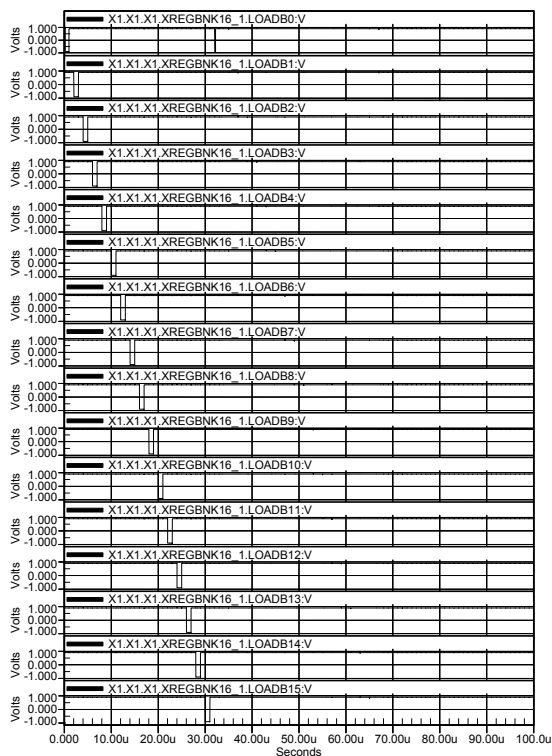 X1.X1.X1.XREGBNK16_1.LOADB0:V
Volts
1.000
0.000
-1.000
X1.X1.X1.XREGBNK16_1.LOADB1:V
Volts
1.000
0.000
-1.000
X1.X1.X1.XREGBNK16_1.LOADB2:V
Volts
1.000
0.000
-1.000
X1.X1.X1.XREGBNK16_1.LOADB3:V
Volts
1.000
0.000
-1.000
X1.X1.X1.XREGBNK16_1.LOADB4:V
Volts
1.000
0.000
-1.000
X1.X1.X1.XREGBNK16_1.LOADB5:V
Volts
1.000
0.000
-1.000
X1.X1.X1.XREGBNK16_1.LOADB6:V
Volts
1.000
0.000
-1.000
X1.X1.X1.XREGBNK16_1.LOADB7:V
Volts
1.000
0.000
-1.000
X1.X1.X1.XREGBNK16_1.LOADB8:V
Volts
1.000
0.000
-1.000
X1.X1.X1.XREGBNK16_1.LOADB9:V
Volts
1.000
0.000
-1.000
X1.X1.X1.XREGBNK16_1.LOADB10:V
Volts
1.000
0.000
-1.000
X1.X1.X1.XREGBNK16_1.LOADB11:V
Volts
1.000
0.000
-1.000
X1.X1.X1.XREGBNK16_1.LOADB12:V
Volts
1.000
0.000
-1.000
X1.X1.X1.XREGBNK16_1.LOADB13:V
Volts
1.000
0.000
-1.000
X1.X1.X1.XREGBNK16_1.LOADB14:V
Volts
1.000
0.000
-1.000
X1.X1.X1.XREGBNK16_1.LOADB15:V
Volts
1.000
0.000
-1.000
0.000 10.00u 20.00u 30.00u 40.00u 50.00u 60.00u 70.00u 80.00u 90.00u 100.0u
Seconds